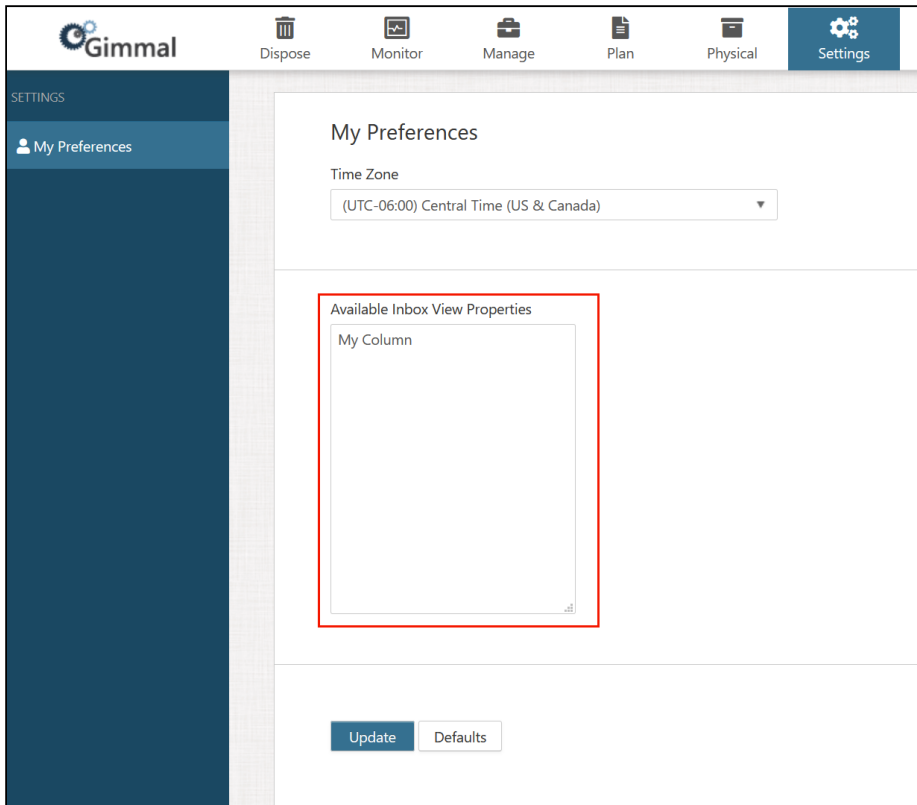 Gimmal
Dispose
Monitor
Manage
Plan
Physical
Settings
SETTINGS
My Preferences
My Preferences
Time Zone
(UTC-06:00) Central Time (US & Canada)
Available Inbox View Properties
My Column
Update
Defaults